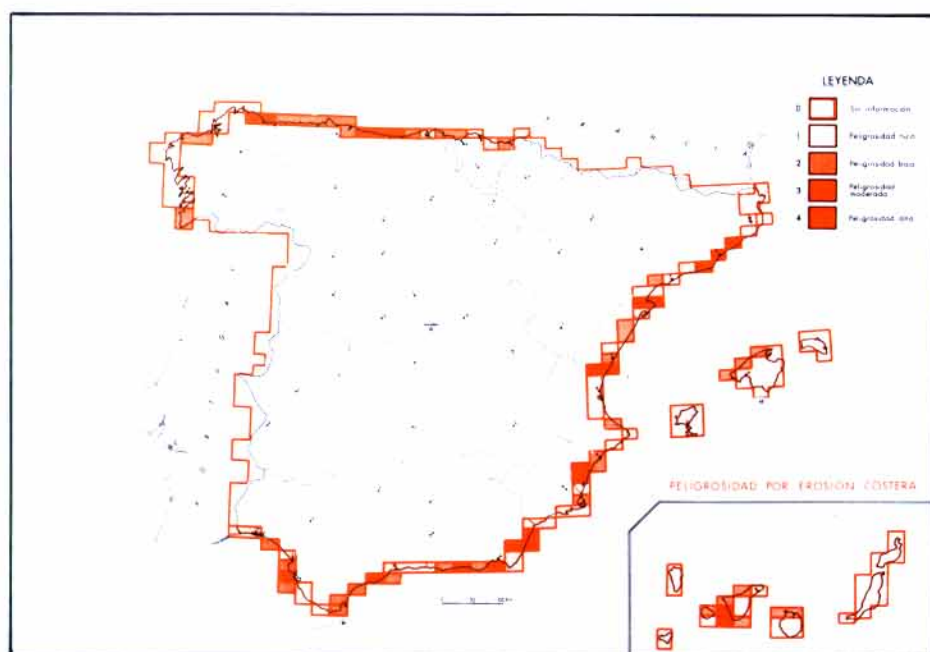 LEYENDA
0 Sin información
1 Peligrosidad nula
2 Peligrosidad baja
3 Peligrosidad
moderada
4 Peligrosidad alta
PELIGROSIDAD POR EROSIÓN COSTERA